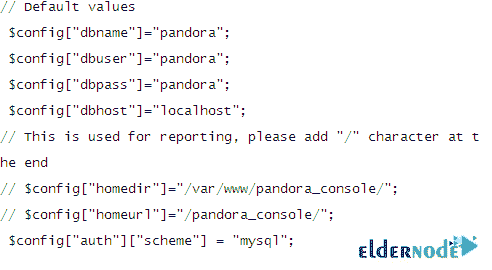 // Default values
$config["dbname"]="pandora";
$config["dbuser"]="pandora";
$config["dbpass"]="pandora";
$config["dbhost"]="localhost";
// This is used for reporting, please add "/" character at t
he end
// $config["homedir"]="/var/www/pandora_console/";
// $config["homeurl"]="/pandora_console/";
$config["auth"]["scheme"] = "mysql";
elderNode